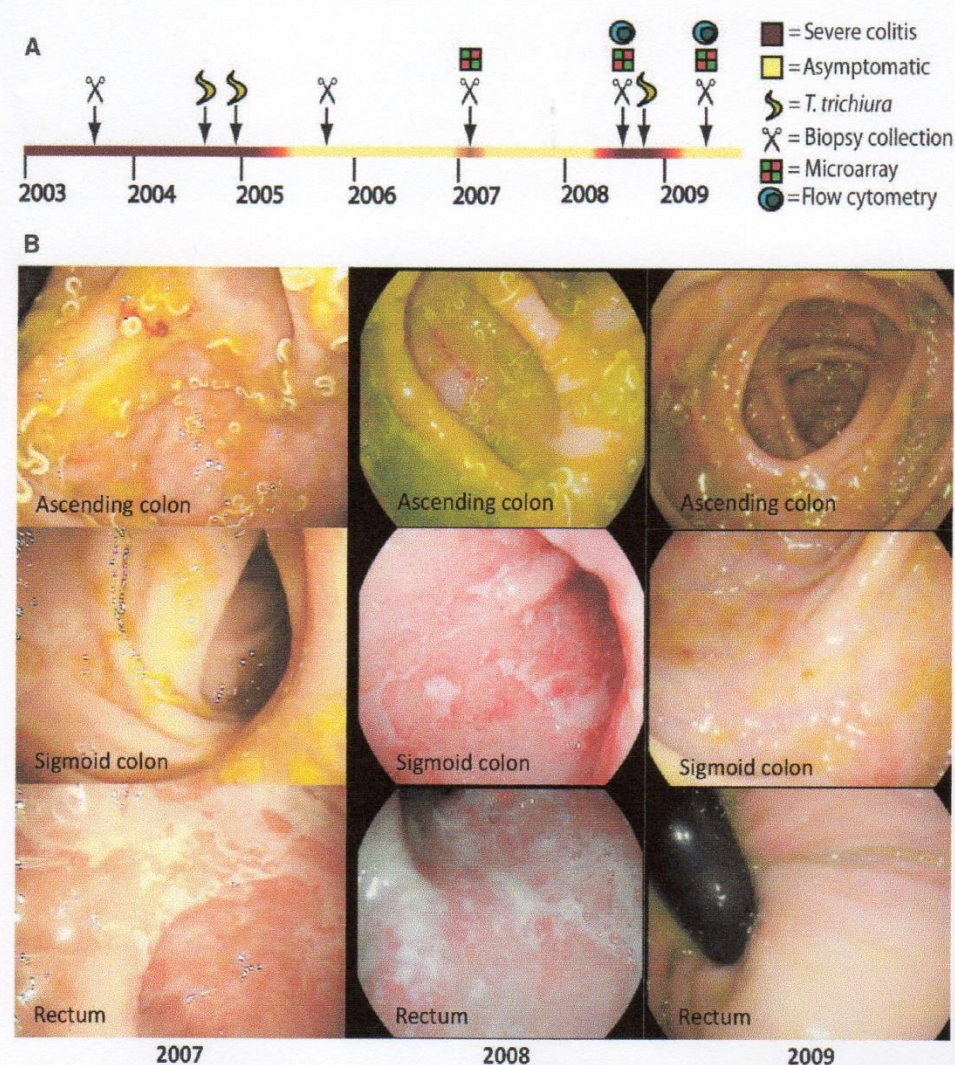 A
= Severe colitis
= Asymptomatic
= T. trichiura
= Biopsy collection
= Microarray
= Flow cytometry
2003 2004 2005 2006 2007 2008 2009
B
Ascending colon Ascending colon Ascending colon
Sigmoid colon Sigmoid colon Sigmoid colon
Rectum Rectum Rectum
2007 2008 2009